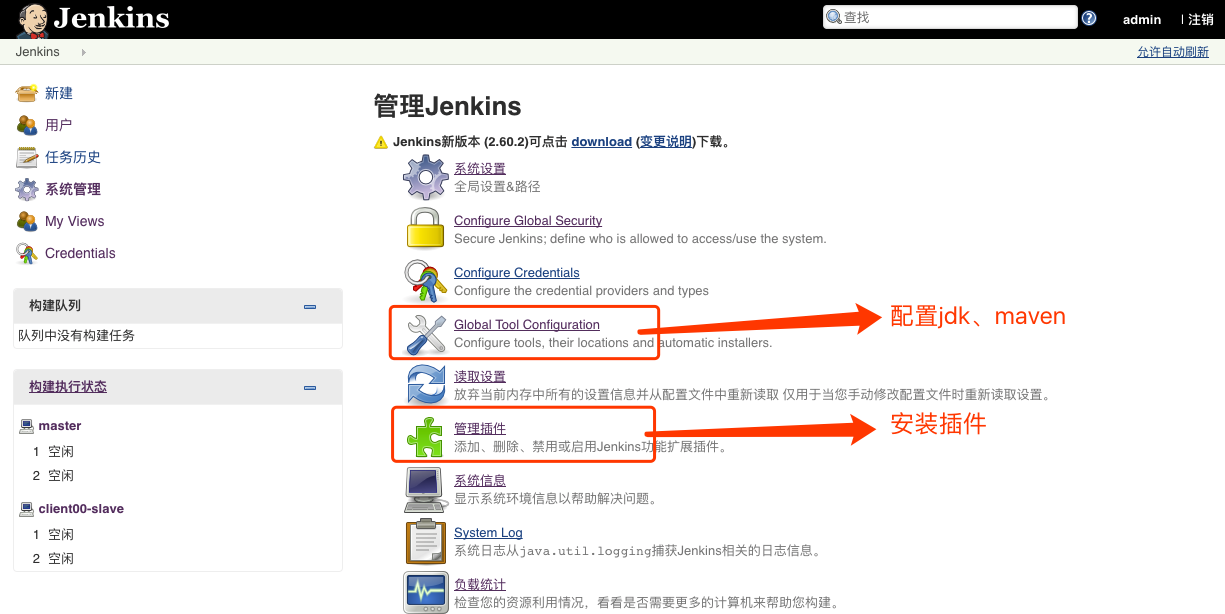 Jenkins
查找
admin
| 注销
Jenkins
允许自动刷新
新建
用户
任务历史
系统管理
My Views
Credentials
构建队列
队列中没有构建任务
构建执行状态
master
1 空闲
2 空闲
client00-slave
1 空闲
2 空闲
管理Jenkins
Jenkins新版本 (2.60.2)可点击 download (变更说明)下载。
系统设置
全局设置&路径
Configure Global Security
Secure Jenkins; define who is allowed to access/use the system.
Configure Credentials
Configure the credential providers and types
Global Tool Configuration
Configure tools, their locations and automatic installers.
配置jdk、maven
读取设置
放弃当前内存中所有的设置信息并从配置文件中重新读取 仅用于当您手动修改配置文件时重新读取设置。
管理插件
添加、删除、禁用或启用Jenkins功能扩展插件。
安装插件
系统信息
显示系统环境信息以帮助解决问题。
System Log
系统日志从java.util.logging捕获Jenkins相关的日志信息。
负载统计
检查您的资源利用情况，看看是否需要更多的计算机来帮助您构建。